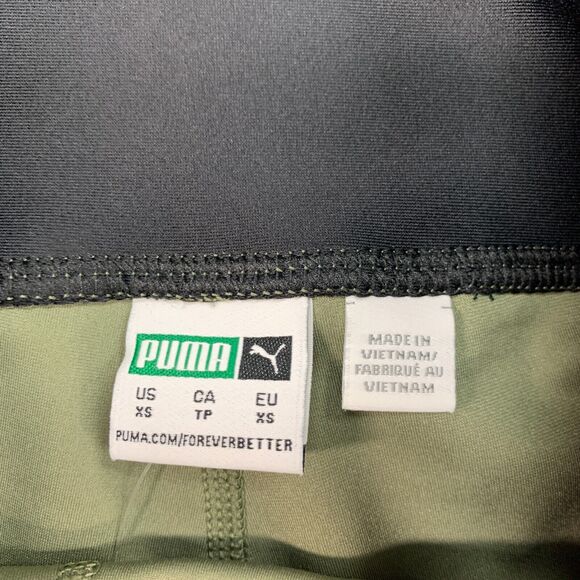 PUMA
US CA EU
XS TP XS
PUMA.COM/FOREVERBETTER
MADE IN
VIETNAM/
FABRIQUÉ AU
VIETNAM